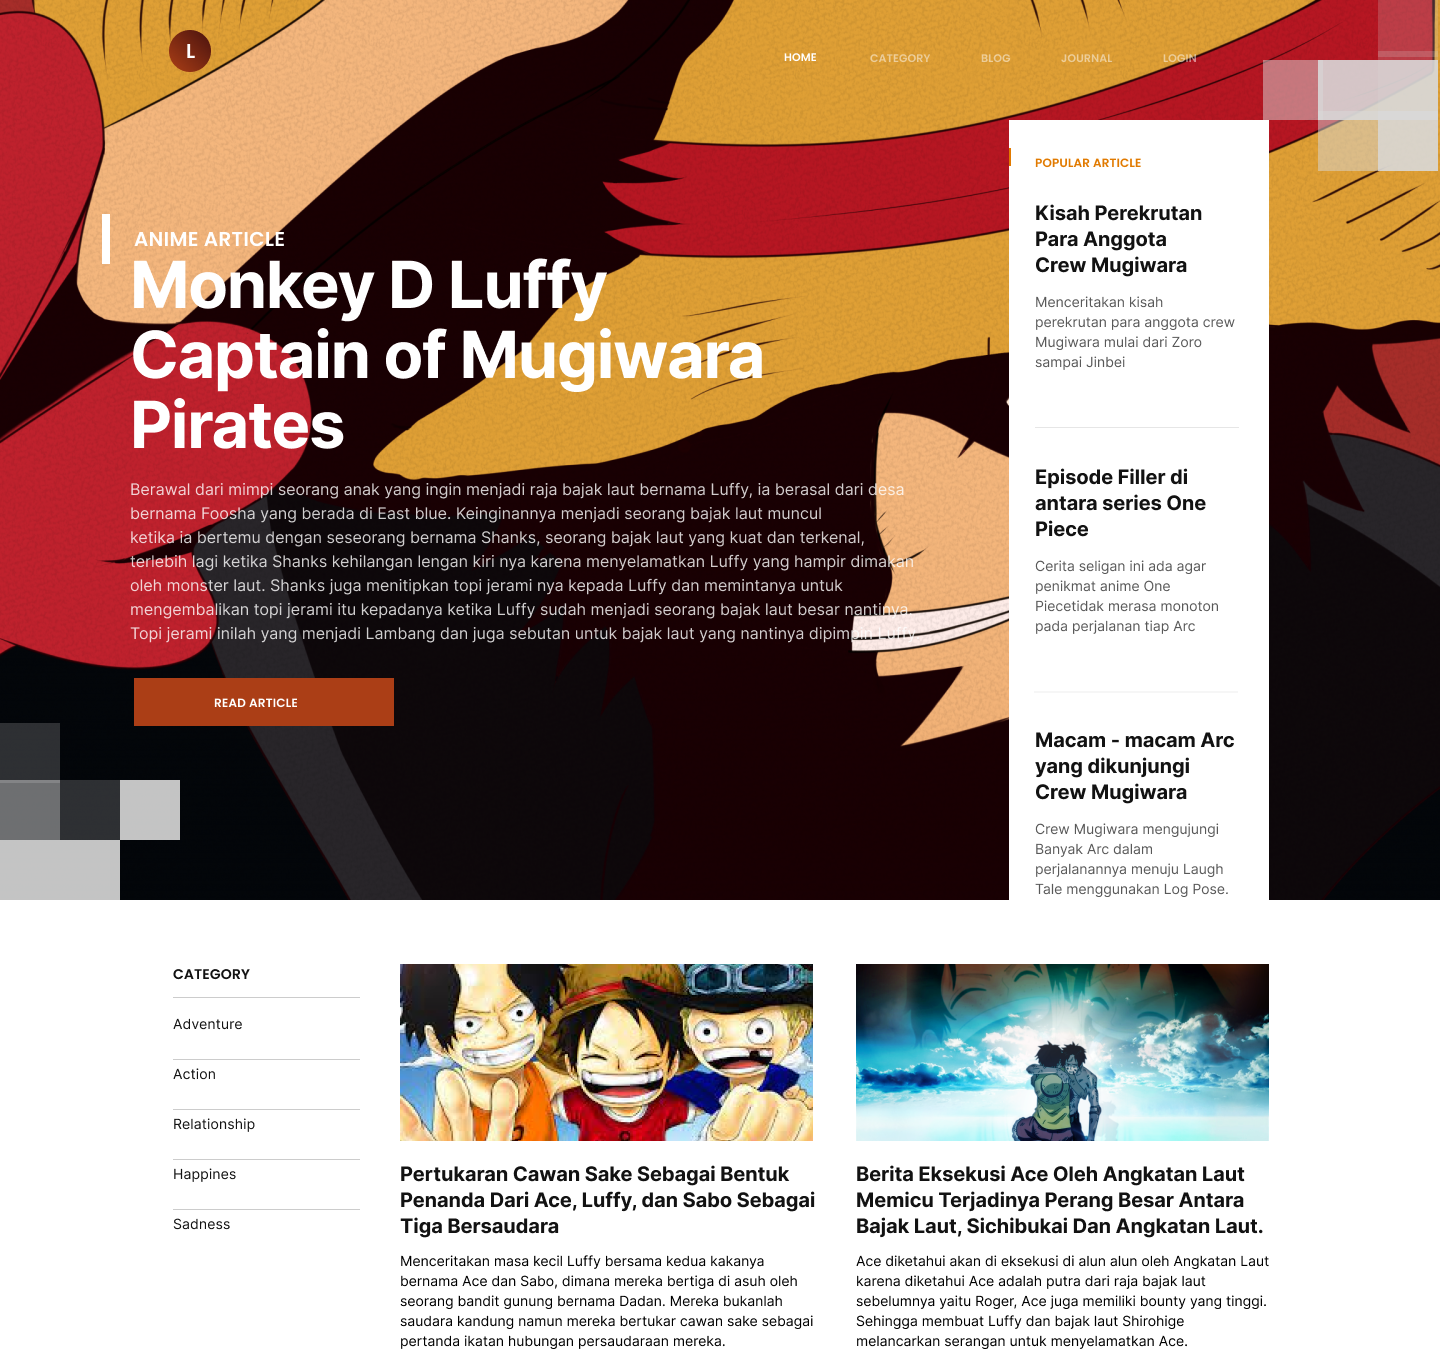 L
HOME
CATEGORY
BLOG
JOURNAL
LOGIN
ANIME ARTICLE
Monkey D Luffy
Captain of Mugiwara
Pirates
Berawal dari mimpi seorang anak yang ingin menjadi raja bajak laut bernama Luffy, ia berasal dari desa
bernama Foosha yang berada di East blue. Keinginannya menjadi seorang bajak laut muncul
ketika ia bertemu dengan seseorang bernama Shanks, seorang bajak laut yang kuat dan terkenal,
terlebih lagi ketika Shanks kehilangan lengan kiri nya karena menyelamatkan Luffy yang hampir dimakan
oleh monster laut. Shanks juga menitipkan topi jerami nya kepada Luffy dan memintanya untuk
mengembalikan topi jerami itu kepadanya ketika Luffy sudah menjadi seorang bajak laut besar nantinya.
Topi jerami inilah yang menjadi Lambang dan juga sebutan untuk bajak laut yang nantinya dipimpin Luffy
READ ARTICLE
POPULAR ARTICLE
Kisah Perekrutan
Para Anggota
Crew Mugiwara
Menceritakan kisah
perekrutan para anggota crew
Mugiwara mulai dari Zoro
sampai Jinbei
Episode Filler di
antara series One
Piece
Cerita seligan ini ada agar
penikmat anime One
Piecetidak merasa monoton
pada perjalanan tiap Arc
Macam - macam Arc
yang dikunjungi
Crew Mugiwara
Crew Mugiwara mengujungi
Banyak Arc dalam
perjalanannya menuju Laugh
Tale menggunakan Log Pose.
CATEGORY
Adventure
Action
Relationship
Happines
Sadness
Pertukaran Cawan Sake Sebagai Bentuk
Penanda Dari Ace, Luffy, dan Sabo Sebagai
Tiga Bersaudara
Menceritakan masa kecil Luffy bersama kedua kakanya
bernama Ace dan Sabo, dimana mereka bertiga di asuh oleh
seorang bandit gunung bernama Dadan. Mereka bukanlah
saudara kandung namun mereka bertukar cawan sake sebagai
pertanda ikatan hubungan persaudaraan mereka.
Berita Eksekusi Ace Oleh Angkatan Laut
Memicu Terjadinya Perang Besar Antara
Bajak Laut, Sichibukai Dan Angkatan Laut.
Ace diketahui akan di eksekusi di alun alun oleh Angkatan Laut
karena diketahui Ace adalah putra dari raja bajak laut
sebelumnya yaitu Roger, Ace juga memiliki bounty yang tinggi.
Sehingga membuat Luffy dan bajak laut Shirohige
melancarkan serangan untuk menyelamatkan Ace.